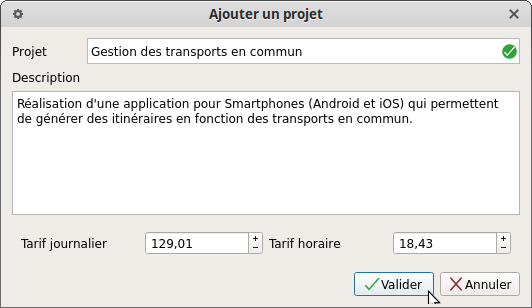 Ajouter un projet
Projet Gestion des transports en commun
Description
Réalisation d'une application pour Smartphones (Android et iOS) qui permettent
de générer des itinéraires en fonction des transports en commun.
Tarif journalier 129,01 Tarif horaire 18,43
Valider Annuler